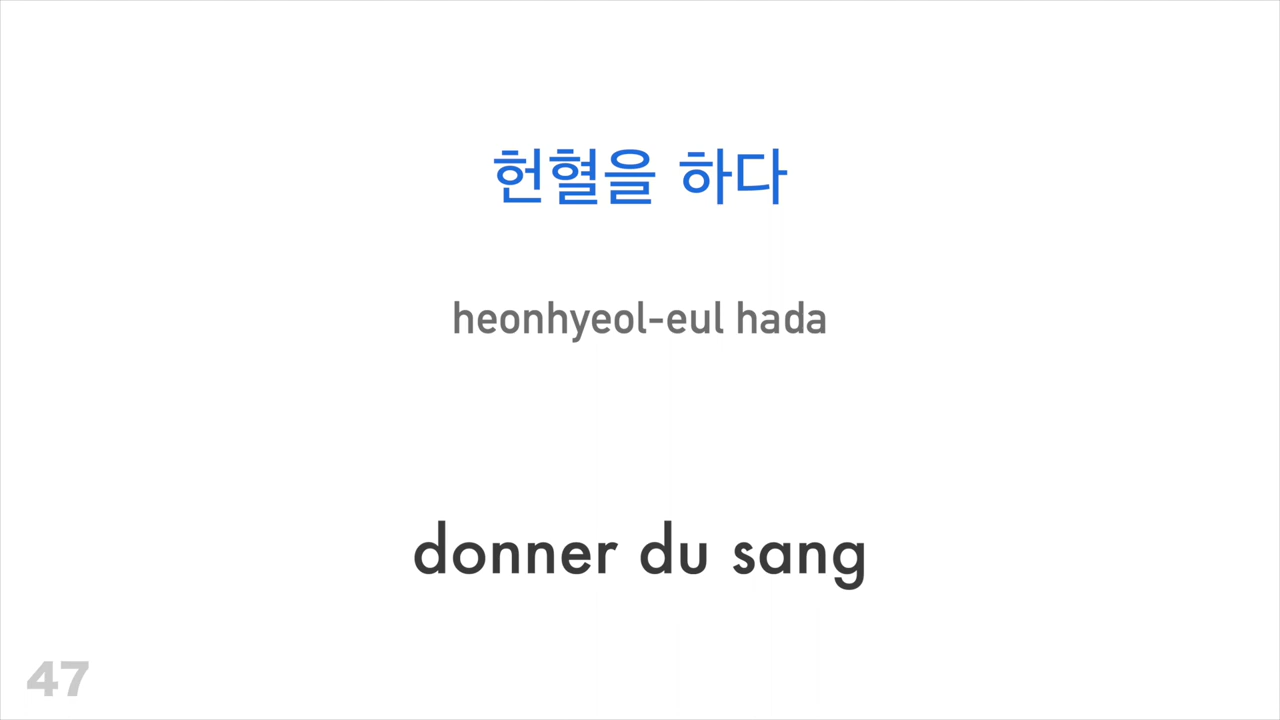 헌혈을 하다
heonhyeol-eul hada
donner du sang
47